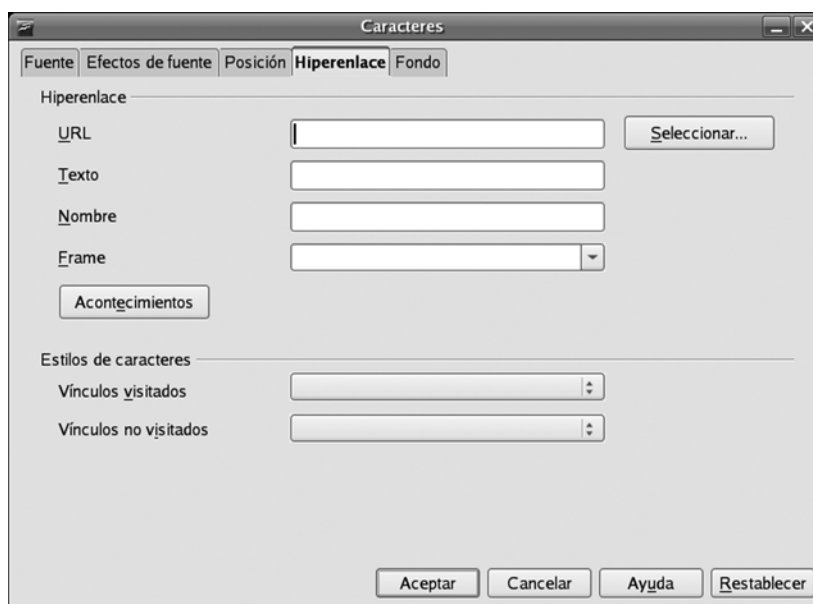 Caracteres
Fuente Efectos de fuente Posición Hiperenlace Fondo
Hiperenlace
URL Seleccionar...
Texto
Nombre
Frame
Acontecimientos
Estilos de caracteres
Vínculos visitados
Vínculos no visitados
Aceptar Cancelar Ayuda Restablecer